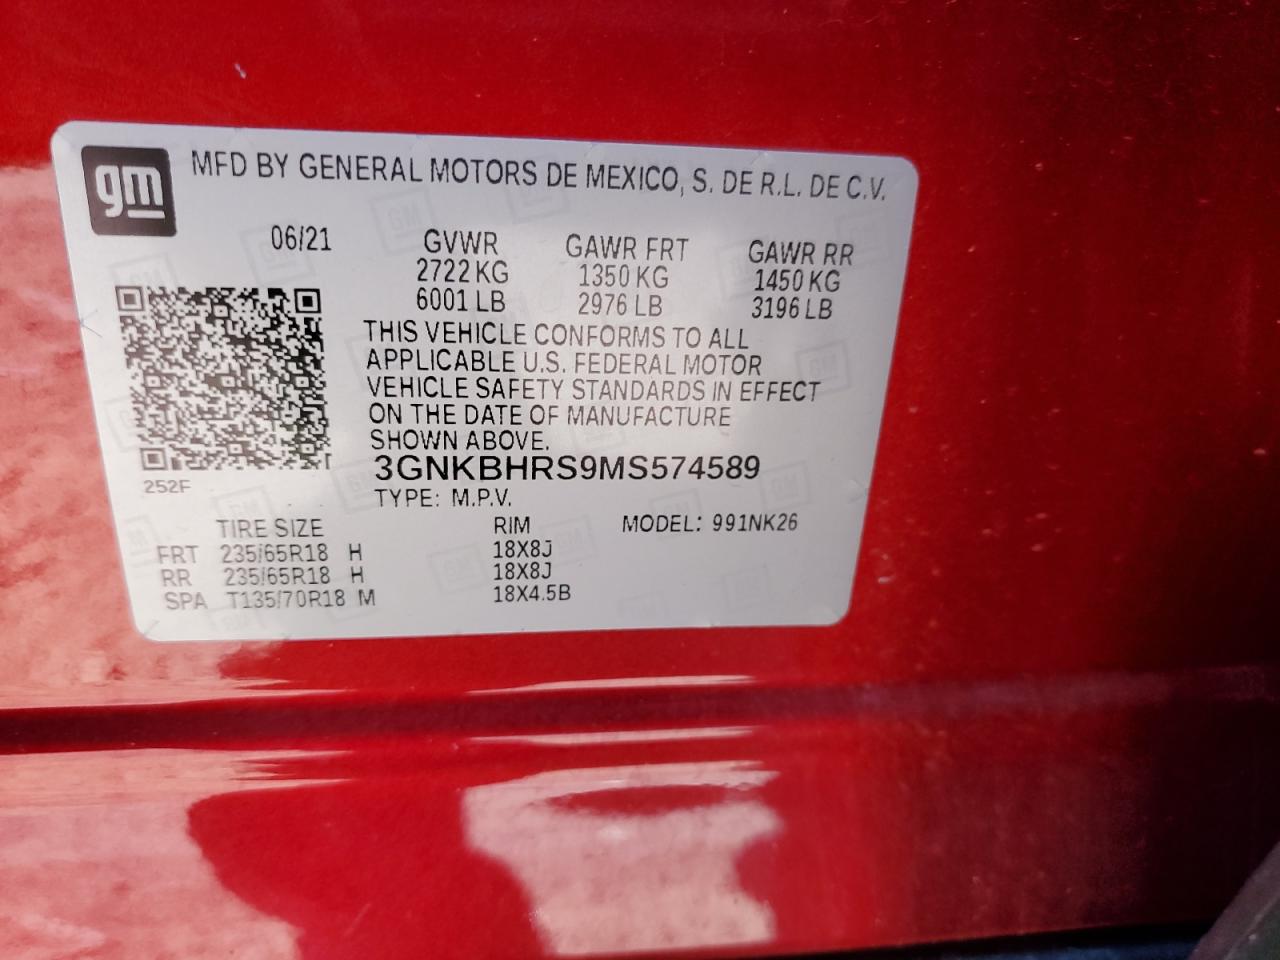 gm
MFD BY GENERAL MOTORS DE MEXICO, S. DE R.L. DE C.V.
06/21 GVWR GAWR FRT GAWR RR
2722 KG 1350 KG 1450 KG
6001 LB 2976 LB 3196 LB
THIS VEHICLE CONFORMS TO ALL
APPLICABLE U.S. FEDERAL MOTOR
VEHICLE SAFETY STANDARDS IN EFFECT
ON THE DATE OF MANUFACTURE
SHOWN ABOVE.
3GNKBHRS9MS574589
252F
TYPE: M.P.V.
TIRE SIZE RIM MODEL: 991NK26
FRT 235/65R18 H 18X8J
RR 235/65R18 H 18X8J
SPA T135/70R18 M 18X4.5B